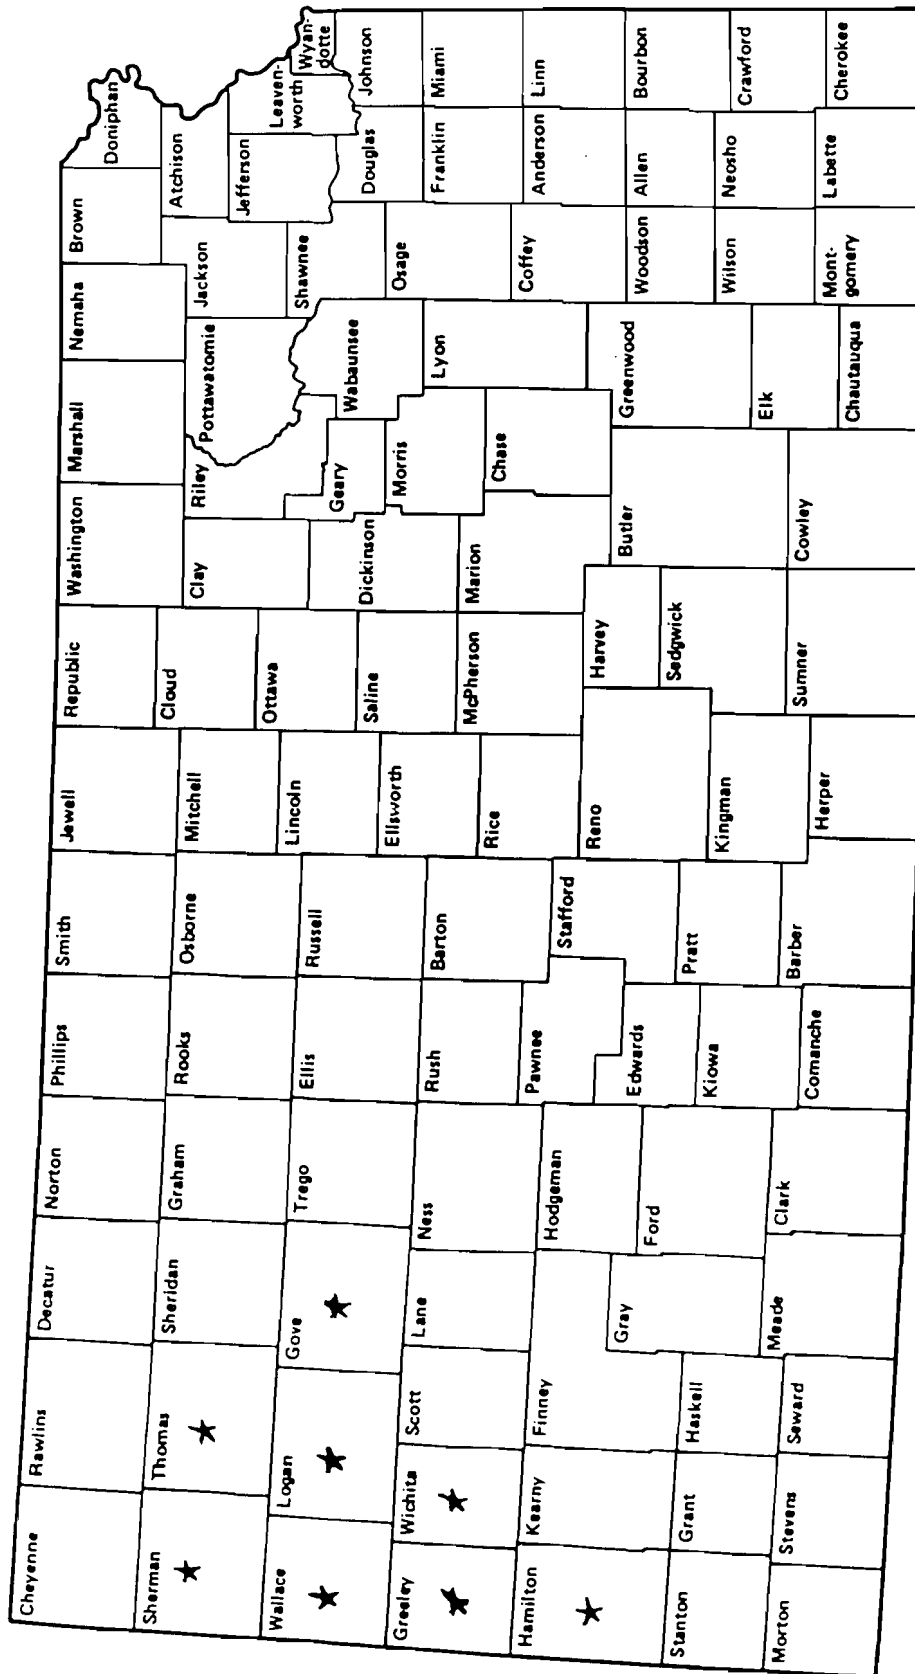 Cheyenne
Rawlins
Decatur
Norton
Phillips
Smith
Jewell
Republic
Washington
Marshall
Nemaha
Brown
Doniphan
Sherman
Thomas
Sheridan
Graham
Rooks
Osborne
Mitchell
Cloud
Clay
Riley
Pottawatomie
Jackson
Atchison
Jefferson
Leaven-
worth
Wyan-
dotte
Wallace
Logan
Gove
Trego
Ellis
Russell
Lincoln
Ottawa
Saline
Dickinson
Geary
Wabaunsee
Shawnee
Douglas
Johnson
Greeley
Wichita
Scott
Lane
Ness
Rush
Barton
Ellsworth
Rice
McPherson
Marion
Morris
Chase
Lyon
Osage
Franklin
Miami
Hamilton
Kearny
Finney
Hodgeman
Pawnee
Stafford
Reno
Harvey
Butler
Greenwood
Coffey
Anderson
Linn
Gray
Ford
Edwards
Pratt
Kingman
Sedgwick
Woodson
Allen
Bourbon
Stanton
Grant
Haskell
Kiowa
Elk
Wilson
Neosho
Crawford
Morton
Stevens
Seward
Meade
Clark
Comanche
Barber
Herper
Sumner
Cowley
Chautauqua
Mont-
gomery
Labette
Cherokee